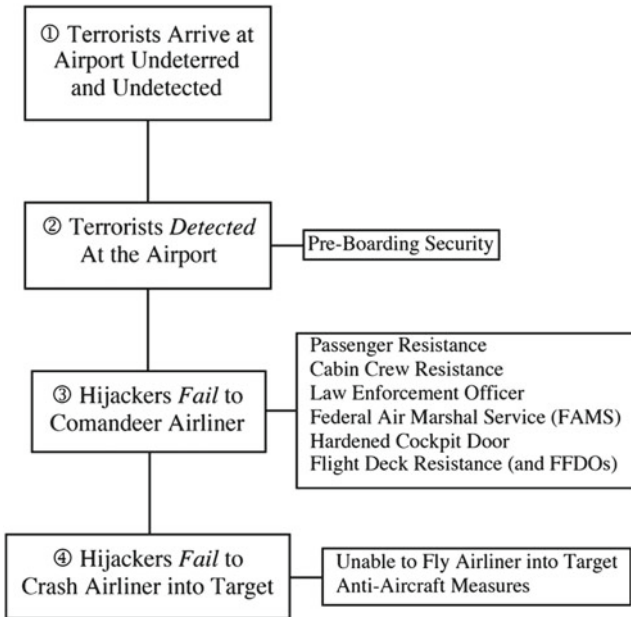 ① Terrorists Arrive at
Airport Undeterred
and Undetected
② Terrorists Detected
At the Airport
Pre-Boarding Security
③ Hijackers Fail to
Comandeer Airliner
Passenger Resistance
Cabin Crew Resistance
Law Enforcement Officer
Federal Air Marshal Service (FAMS)
Hardened Cockpit Door
Flight Deck Resistance (and FFDOs)
④ Hijackers Fail to
Crash Airliner into Target
Unable to Fly Airliner into Target
Anti-Aircraft Measures